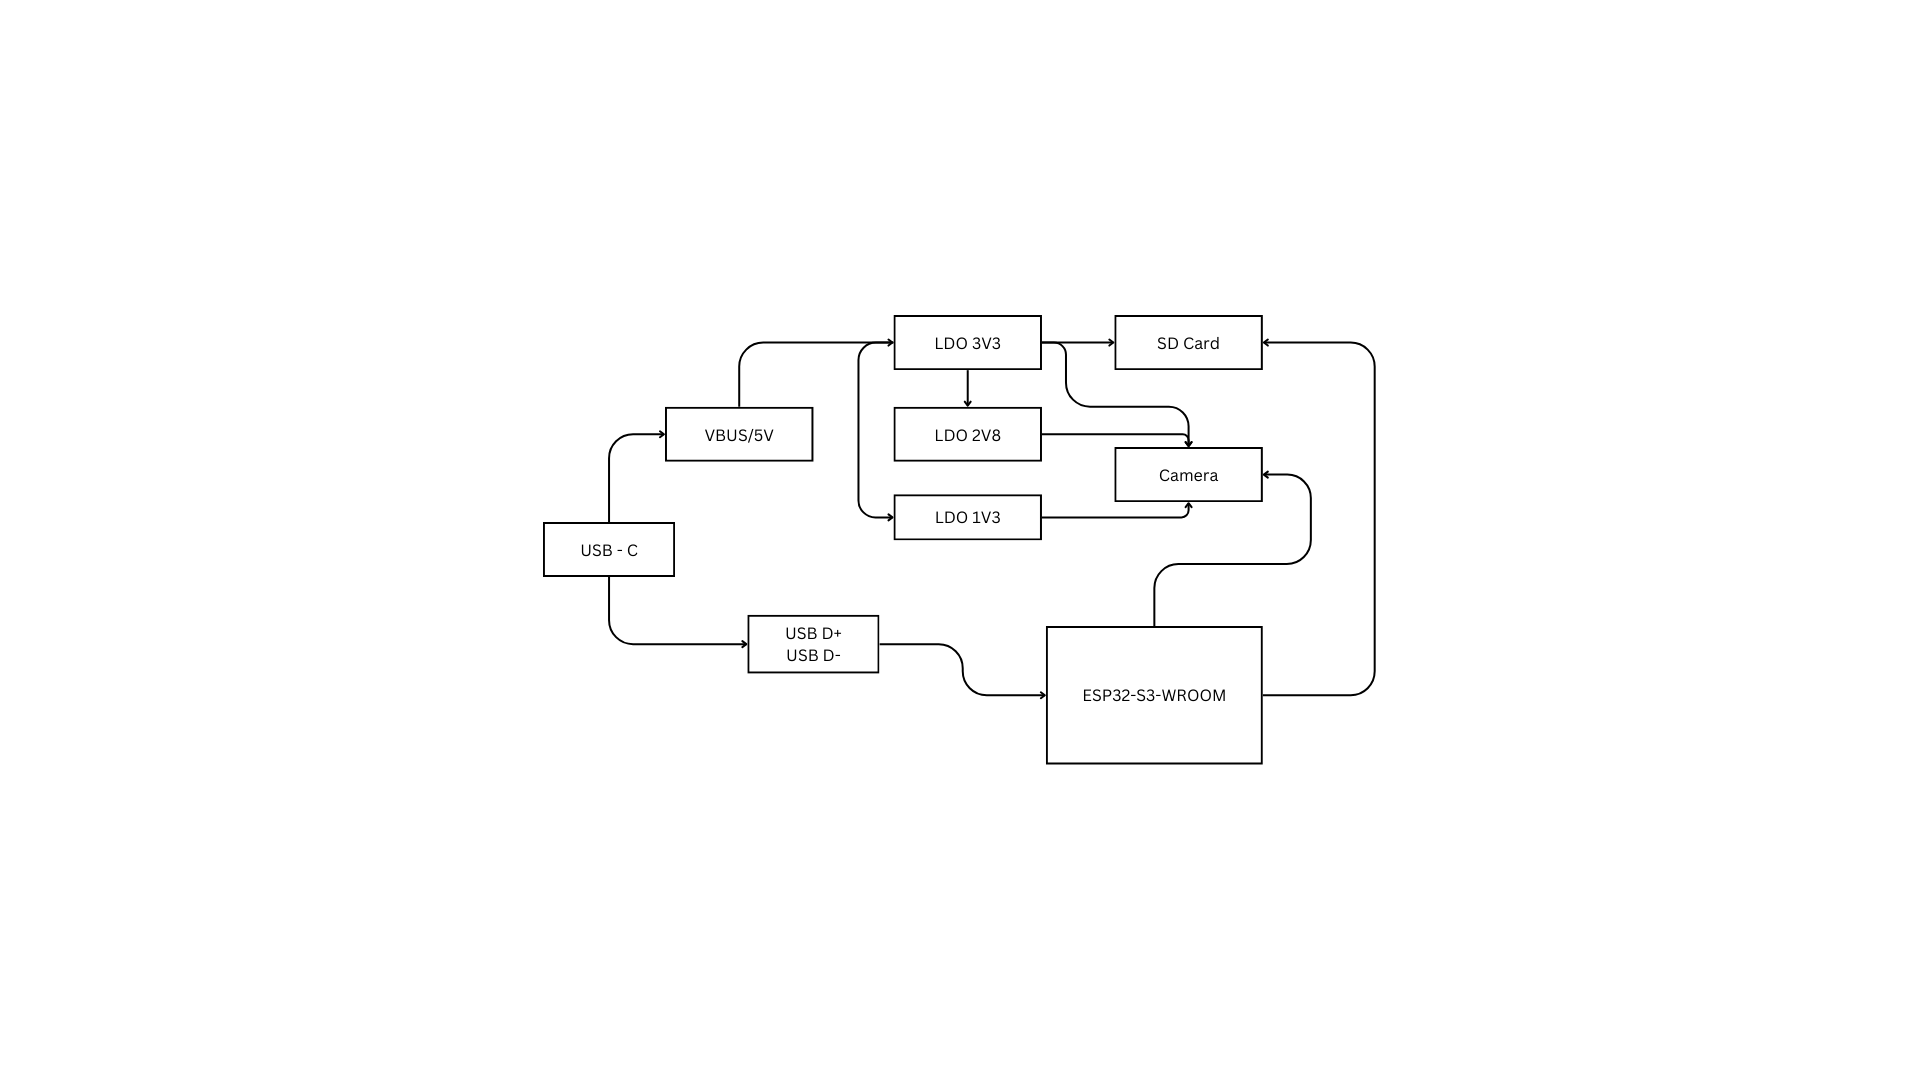 LDO 3V3
SD Card
VBUS/5V
LDO 2V8
Camera
LDO 1V3
USB - C
USB D+
USB D-
ESP32-S3-WROOM